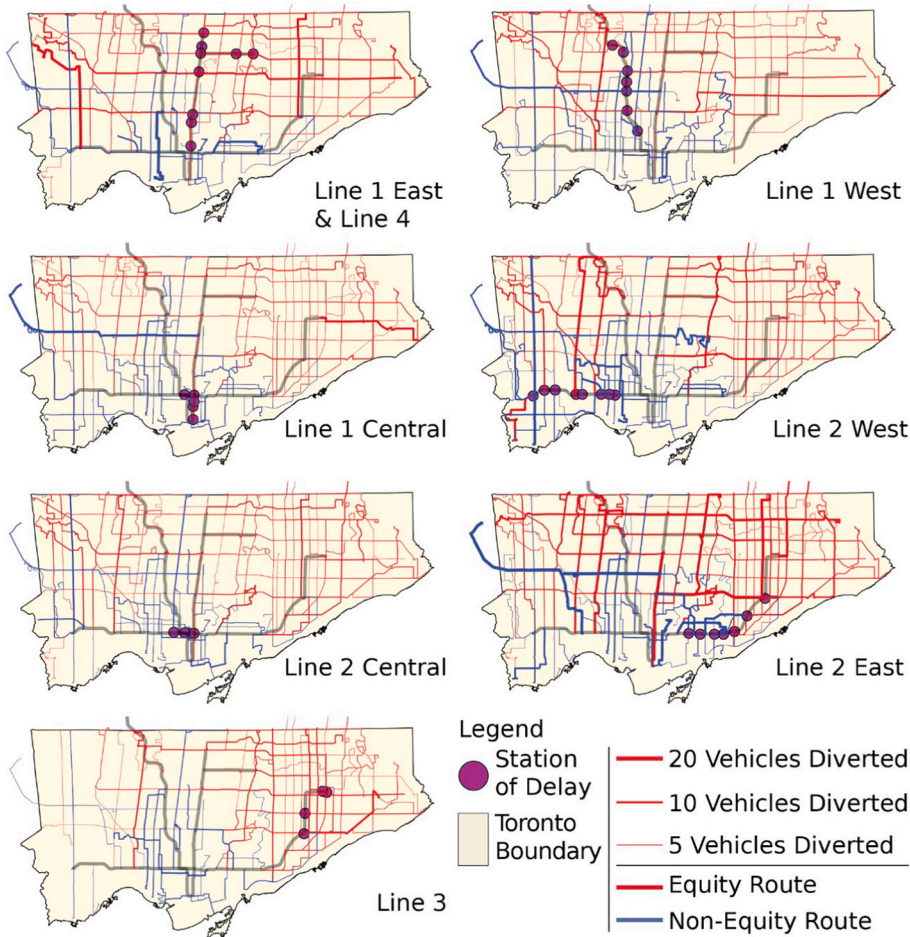 Line 1 East
& Line 4
Line 1 West
Line 1 Central
Line 2 West
Line 2 Central
Line 2 East
Line 3
Legend
Station
of Delay
Toronto
Boundary
20 Vehicles Diverted
10 Vehicles Diverted
5 Vehicles Diverted
Equity Route
Non-Equity Route